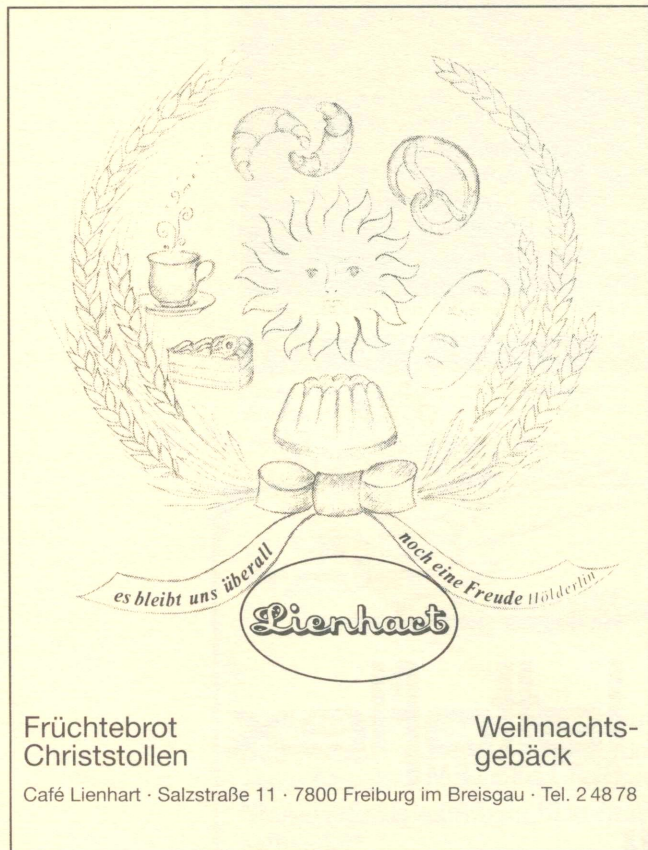 es bleibt uns überall
noch eine Freude Hölderlin
Lienhart
Früchtebrot
Christstollen
Weihnachts-
gebäck
Café Lienhart · Salzstraße 11 · 7800 Freiburg im Breisgau · Tel. 2 48 78